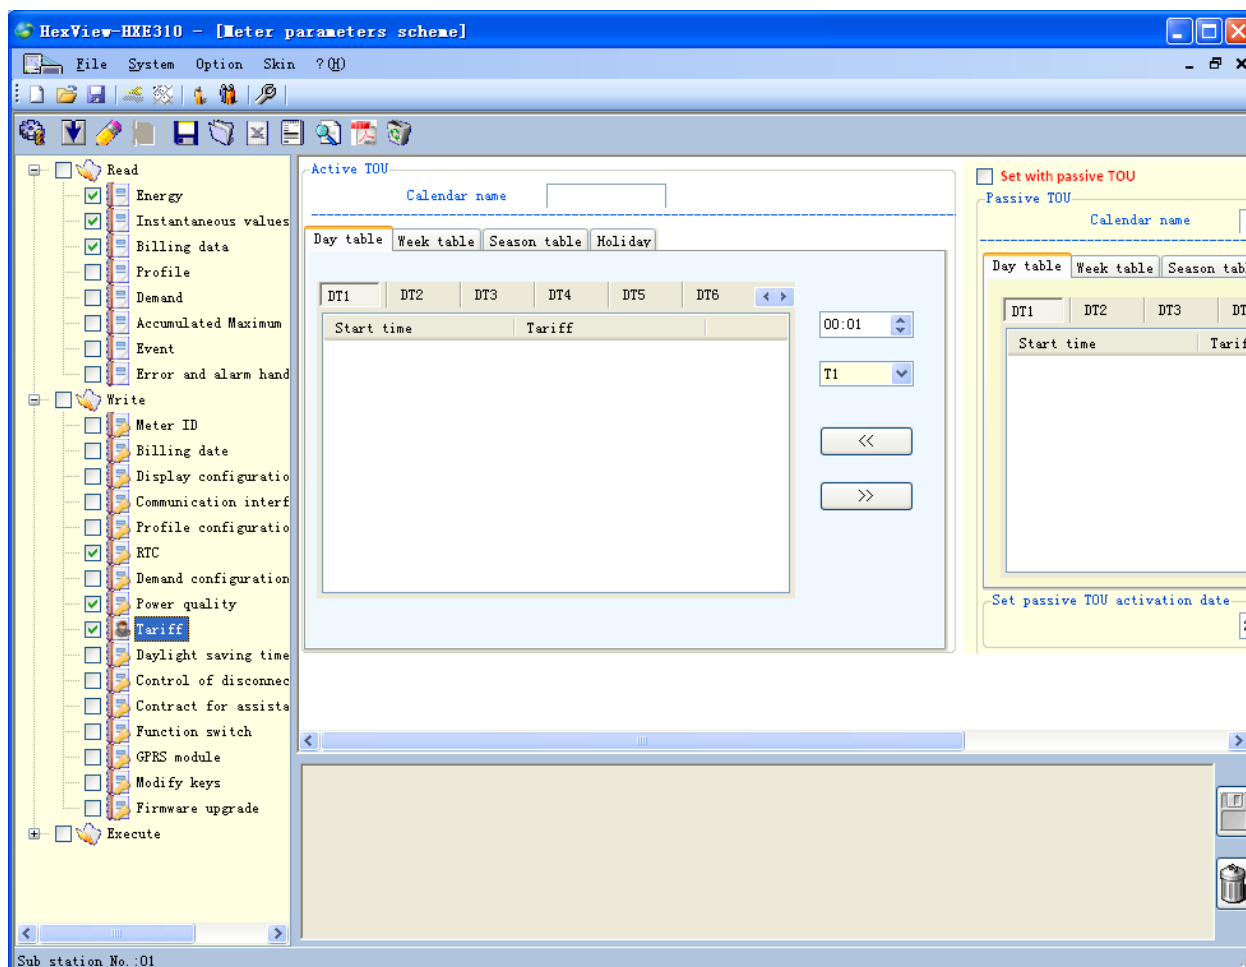 HexView-HXE310 - [Meter parameters scheme]
File System Option Skin ?(H)
Read
Energy
Instantaneous values
Billing data
Profile
Demand
Accumulated Maximum
Event
Error and alarm hand
Write
Meter ID
Billing date
Display configuratio
Communication interf
Profile configuratio
RTC
Demand configuration
Power quality
Tariff
Daylight saving time
Control of disconnec
Contract for assista
Function switch
GPRS module
Modify keys
Firmware upgrade
Execute
Active TOU
Calendar name
Day table Week table Season table Holiday
DT1 DT2 DT3 DT4 DT5 DT6
Start time Tariff
00:01
T1
<<
>>
Set with passive TOU
Passive TOU
Calendar name
Day table Week table Season tab
DT1 DT2 DT3 DT
Start time Tarif
Set passive TOU activation date
Sub station No.:01